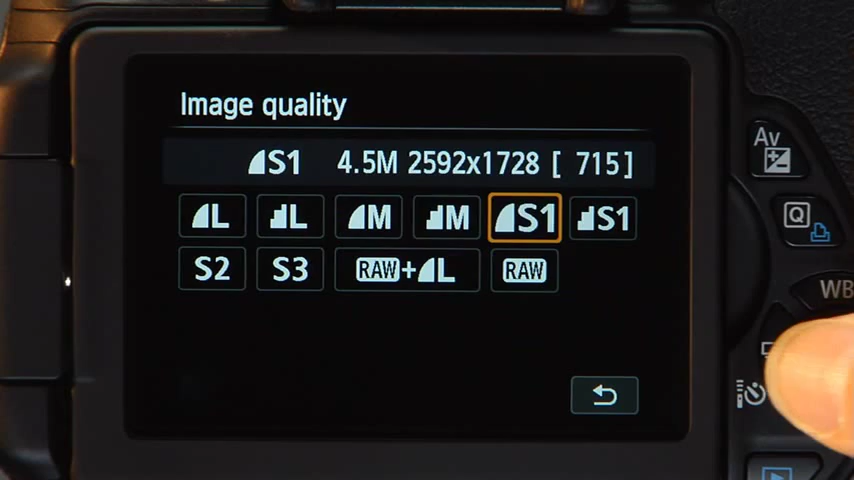 Image quality
S1 4.5M 2592x1728 [ 715]
L L M M S1 S1
S2 S3 RAW+L RAW
Av
Q
WB